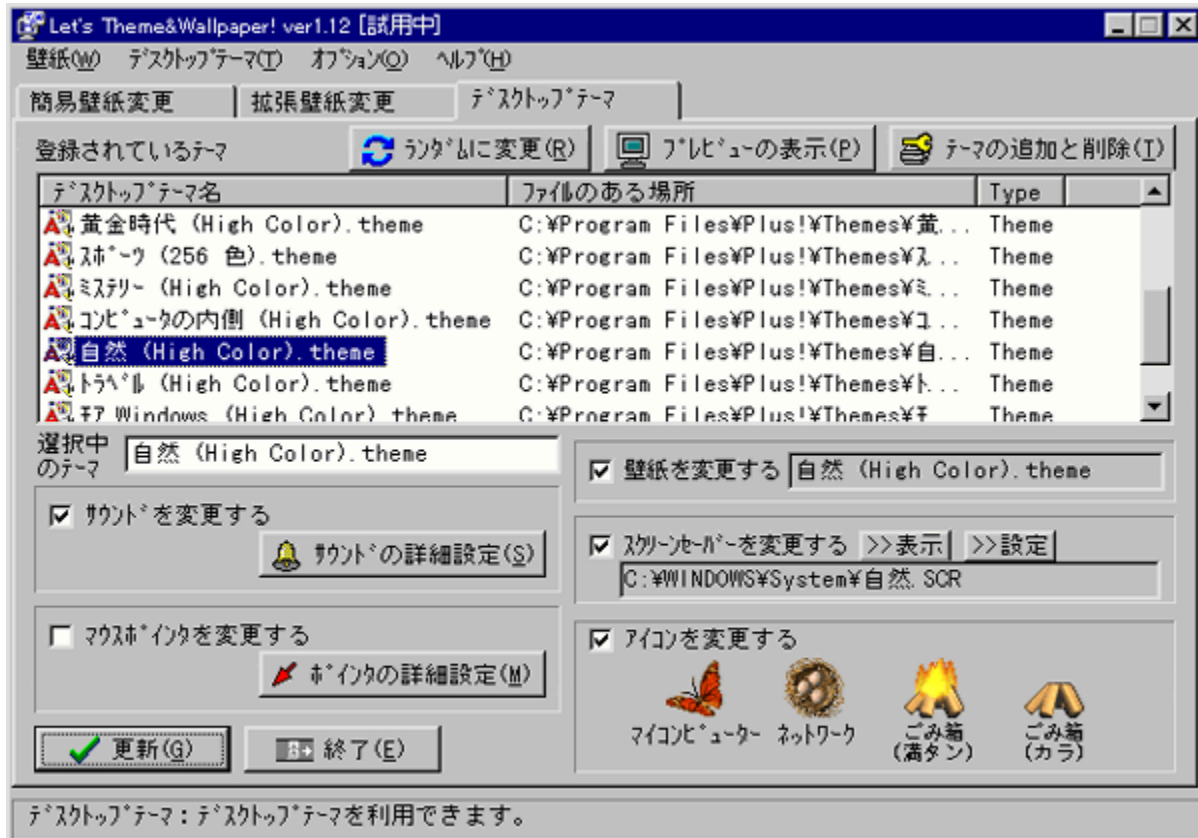 Let's Theme&Wallpaper! ver1.12 [試用中]
壁紙(W) ﾃﾞｽｸﾄｯﾌﾟﾃｰﾏ(T) ｵﾌﾟｼｮﾝ(O) ﾍﾙﾌﾟ(H)
簡易壁紙変更 拡張壁紙変更 ﾃﾞｽｸﾄｯﾌﾟﾃｰﾏ
登録されているﾃｰﾏ ﾗﾝﾀﾞﾑに変更(R) ﾌﾟﾚﾋﾞｭｰの表示(P) ﾃｰﾏの追加と削除(T)
ﾃﾞｽｸﾄｯﾌﾟﾃｰﾏ名 ﾌｧｲﾙのある場所 Type
黄金時代 (High Color).theme C:¥Program Files¥Plus!¥Themes¥黄... Theme
ｽﾎﾟｰﾂ (256 色).theme C:¥Program Files¥Plus!¥Themes¥ｽ... Theme
ﾐｽﾃﾘｰ (High Color).theme C:¥Program Files¥Plus!¥Themes¥ﾐ... Theme
ｺﾝﾋﾟｭｰﾀの内側 (High Color).theme C:¥Program Files¥Plus!¥Themes¥ｺ... Theme
自然 (High Color).theme C:¥Program Files¥Plus!¥Themes¥自... Theme
ﾄﾗﾍﾞﾙ (High Color).theme C:¥Program Files¥Plus!¥Themes¥ﾄ... Theme
ﾓｱ Windows (High Color).theme C:¥Program Files¥Plus!¥Themes¥ﾓ... Theme
選択中
のﾃｰﾏ 自然 (High Color).theme
壁紙を変更する 自然 (High Color).theme
ｻｳﾝﾄﾞを変更する
ｻｳﾝﾄﾞの詳細設定(S)
ｽｸﾘｰﾝｾｰﾊﾞｰを変更する >>表示 >>設定
C:¥WINDOWS¥System¥自然.SCR
ﾏｳｽﾎﾟｲﾝﾀを変更する
ﾎﾟｲﾝﾀの詳細設定(M)
ｱｲｺﾝを変更する
ﾏｲｺﾝﾋﾟｭｰﾀｰ ﾈｯﾄﾜｰｸ ごみ箱 ごみ箱
(満タン) (カラ)
更新(G) 終了(E)
ﾃﾞｽｸﾄｯﾌﾟﾃｰﾏ：ﾃﾞｽｸﾄｯﾌﾟﾃｰﾏを利用できます。